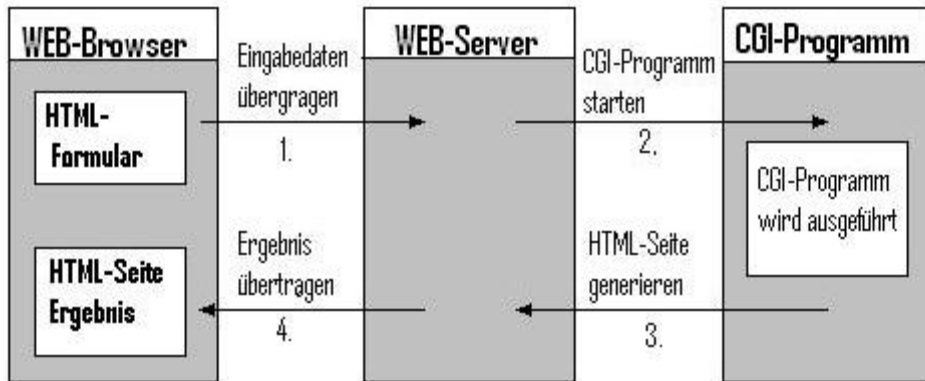 WEB-Browser
WEB-Server
CGI-Programm
HTML-
Formular
Eingabedaten
übergragen
1.
CGI-Programm
starten
2.
CGI-Programm
wird ausgeführt
HTML-Seite
generieren
3.
Ergebnis
übertragen
4.
HTML-Seite
Ergebnis